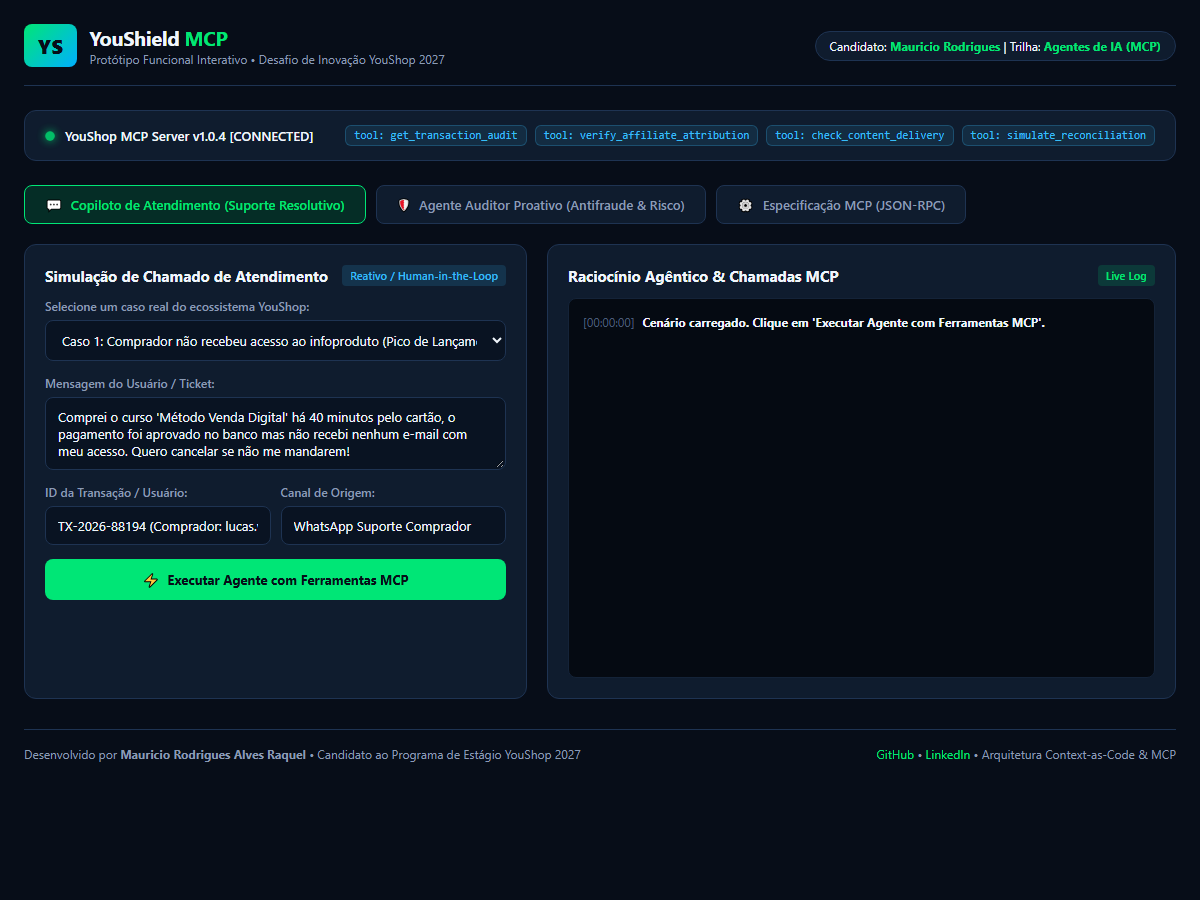 YS
YouShield MCP
Protótipo Funcional Interativo • Desafio de Inovação YouShop 2027
Candidato: Mauricio Rodrigues | Trilha: Agentes de IA (MCP)
YouShop MCP Server v1.0.4 [CONNECTED]
tool: get_transaction_audit
tool: verify_affiliate_attribution
tool: check_content_delivery
tool: simulate_reconciliation
Copiloto de Atendimento (Suporte Resolutivo)
Agente Auditor Proativo (Antifraude & Risco)
Especificação MCP (JSON-RPC)
Simulação de Chamado de Atendimento
Reativo / Human-in-the-Loop
Selecione um caso real do ecossistema YouShop:
Caso 1: Comprador não recebeu acesso ao infoproduto (Pico de Lançam
Mensagem do Usuário / Ticket:
Comprei o curso 'Método Venda Digital' há 40 minutos pelo cartão, o
pagamento foi aprovado no banco mas não recebi nenhum e-mail com
meu acesso. Quero cancelar se não me mandarem!
ID da Transação / Usuário:
Canal de Origem:
TX-2026-88194 (Comprador: lucas.
WhatsApp Suporte Comprador
Executar Agente com Ferramentas MCP
Raciocínio Agêntico & Chamadas MCP
Live Log
[00:00:00] Cenário carregado. Clique em 'Executar Agente com Ferramentas MCP'.
Desenvolvido por Mauricio Rodrigues Alves Raquel • Candidato ao Programa de Estágio YouShop 2027
GitHub • LinkedIn • Arquitetura Context-as-Code & MCP